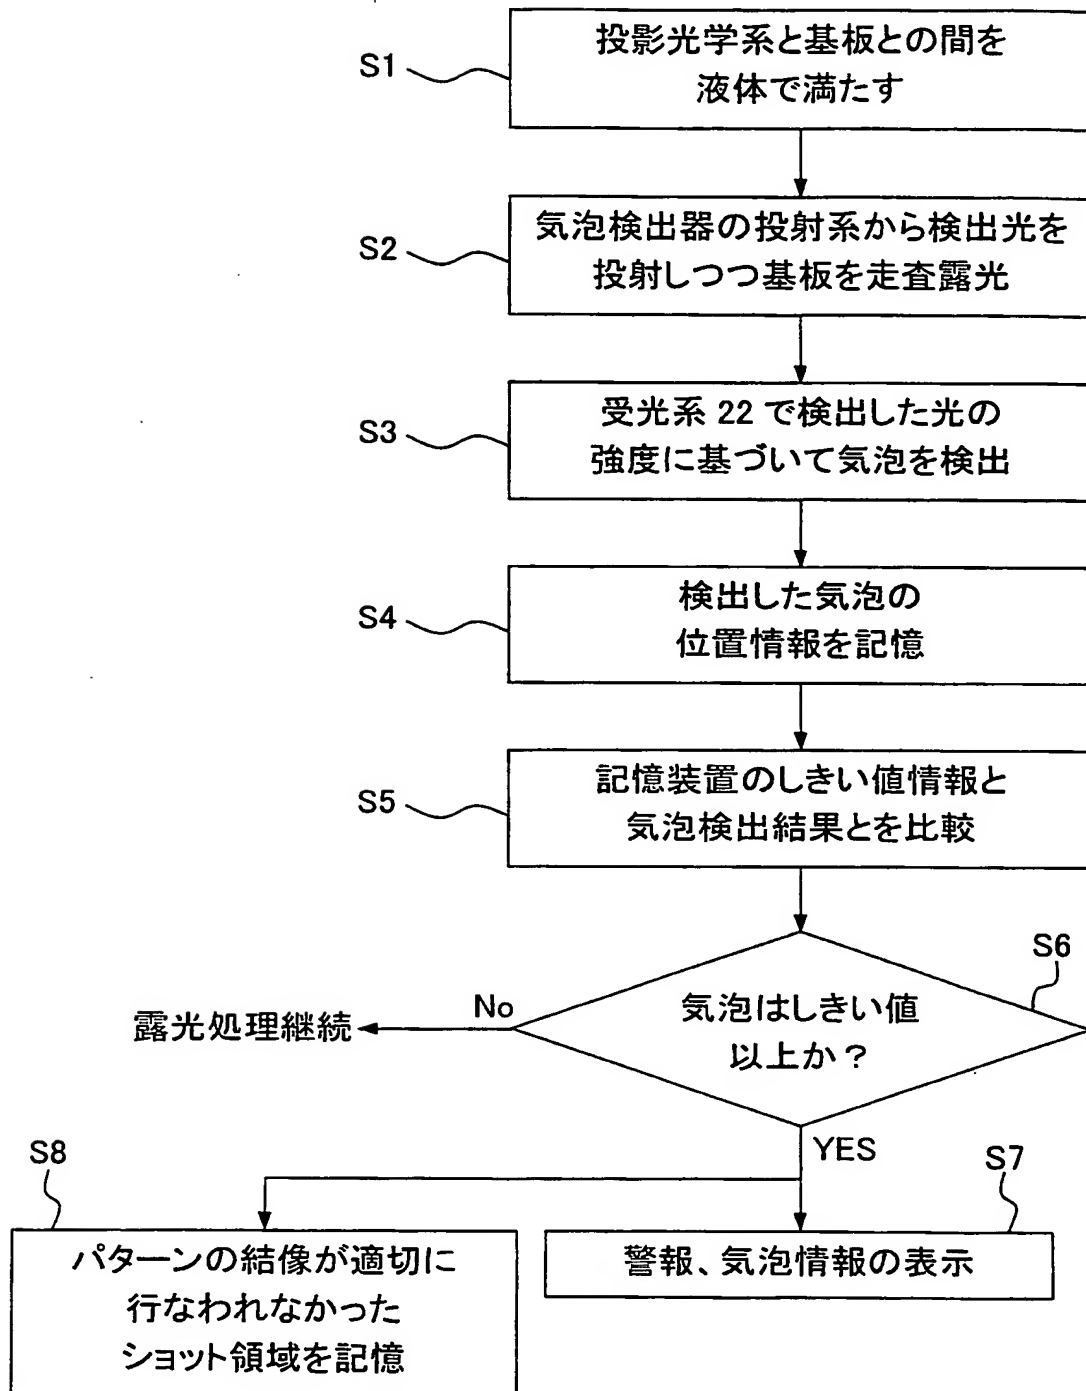 S1
投影光学系と基板との間を
液体で満たす
S2
気泡検出器の投射系から検出光を
投射しつつ基板を走査露光
S3
受光系 22 で検出した光の
強度に基づいて気泡を検出
S4
検出した気泡の
位置情報を記憶
S5
記憶装置のしきい値情報と
気泡検出結果とを比較
S6
気泡はしきい値
以上か？
No
露光処理継続
YES
S8
パターンの結像が適切に
行なわれなかった
ショット領域を記憶
S7
警報、気泡情報の表示